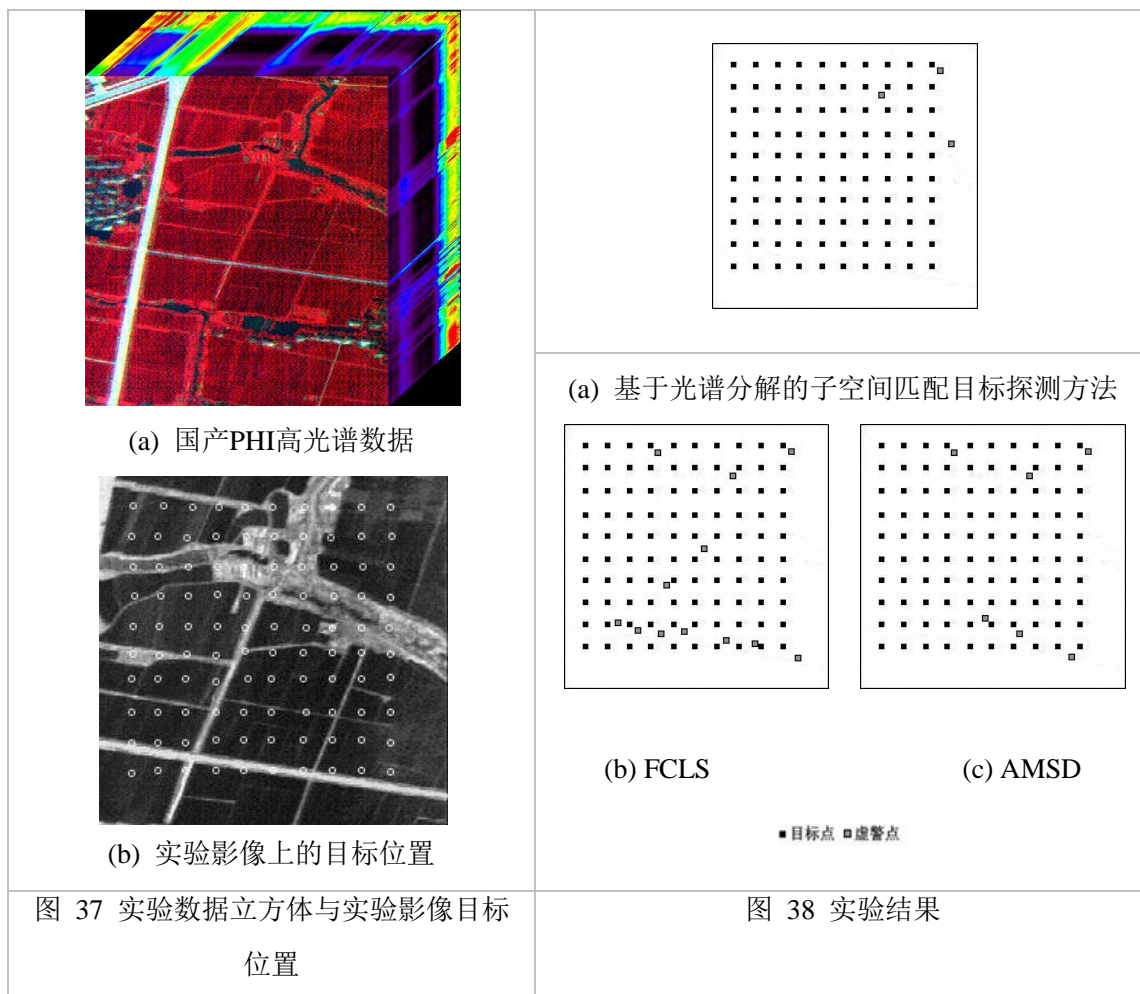 (a) 国产PHI高光谱数据
(b) 实验影像上的目标位置
图 37 实验数据立方体与实验影像目标
位置
(a) 基于光谱分解的子空间匹配目标探测方法
(b) FCLS
(c) AMSD
■目标点 ■虚警点
图 38 实验结果